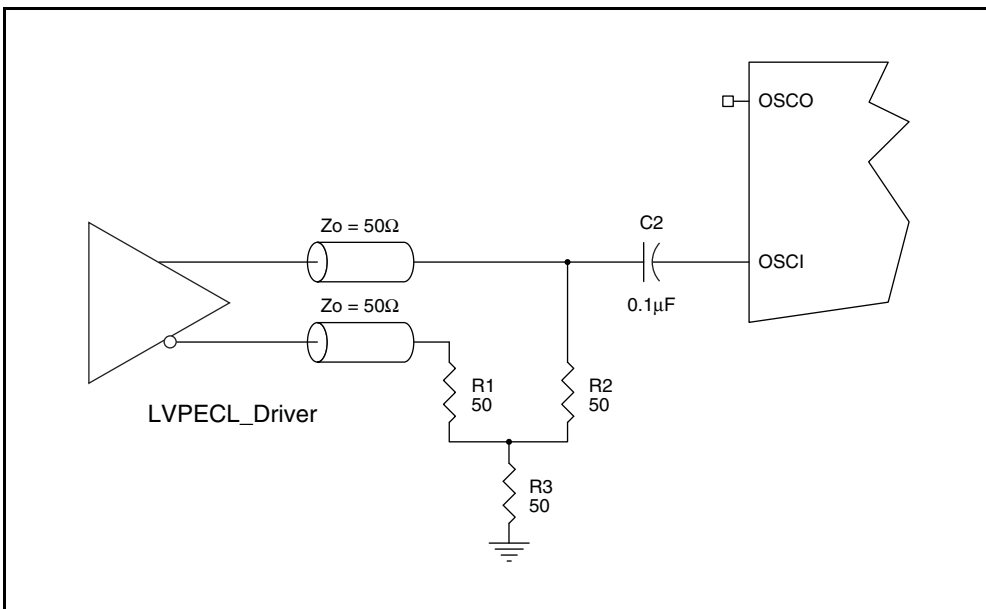 OSCO
Zo = 50Ω
C2
OSCI
0.1μF
Zo = 50Ω
R1
50
R2
50
LVPECL_Driver
R3
50